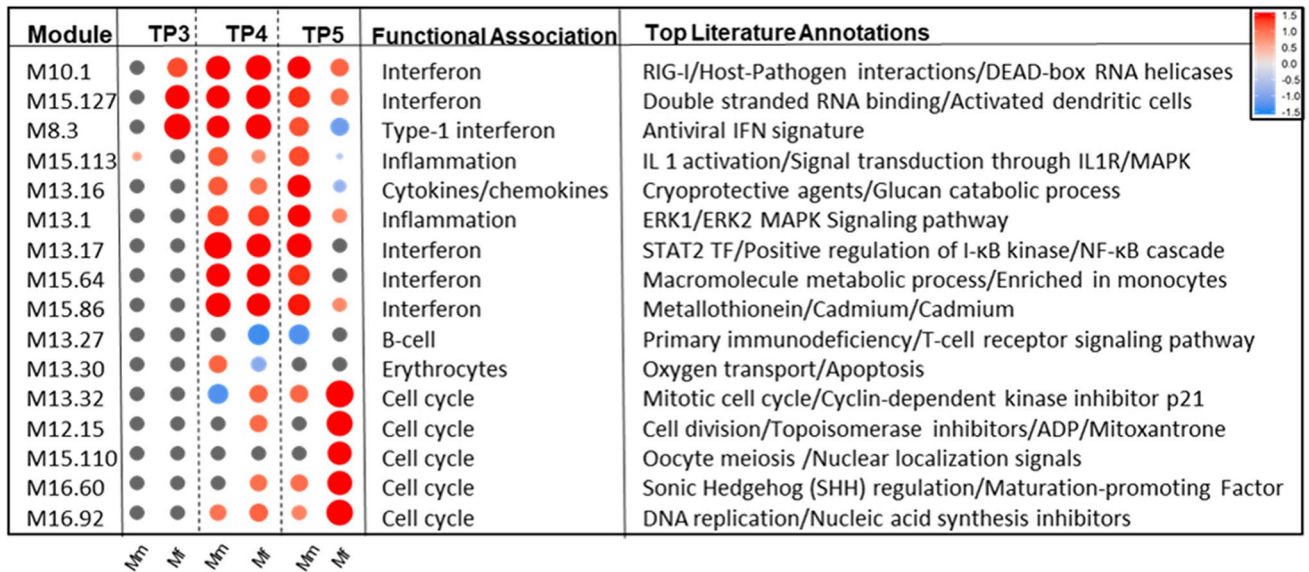 Module TP3 TP4 TP5 Functional Association Top Literature Annotations
1.5
1.0
0.5
0.0
-0.5
-1.0
-1.5
M10.1 Interferon RIG-I/Host-Pathogen interactions/DEAD-box RNA helicases
M15.127 Interferon Double stranded RNA binding/Activated dendritic cells
M8.3 Type-1 interferon Antiviral IFN signature
M15.113 Inflammation IL 1 activation/Signal transduction through IL1R/MAPK
M13.16 Cytokines/chemokines Cryoprotective agents/Glucan catabolic process
M13.1 Inflammation ERK1/ERK2 MAPK Signaling pathway
M13.17 Interferon STAT2 TF/Positive regulation of I-κB kinase/NF-κB cascade
M15.64 Interferon Macromolecule metabolic process/Enriched in monocytes
M15.86 Interferon Metallothionein/Cadmium/Cadmium
M13.27 B-cell Primary immunodeficiency/T-cell receptor signaling pathway
M13.30 Erythrocytes Oxygen transport/Apoptosis
M13.32 Cell cycle Mitotic cell cycle/Cyclin-dependent kinase inhibitor p21
M12.15 Cell cycle Cell division/Topoisomerase inhibitors/ADP/Mitoxantrone
M15.110 Cell cycle Oocyte meiosis /Nuclear localization signals
M16.60 Cell cycle Sonic Hedgehog (SHH) regulation/Maturation-promoting Factor
M16.92 Cell cycle DNA replication/Nucleic acid synthesis inhibitors
Mm Mf Mm Mf Mm Mf